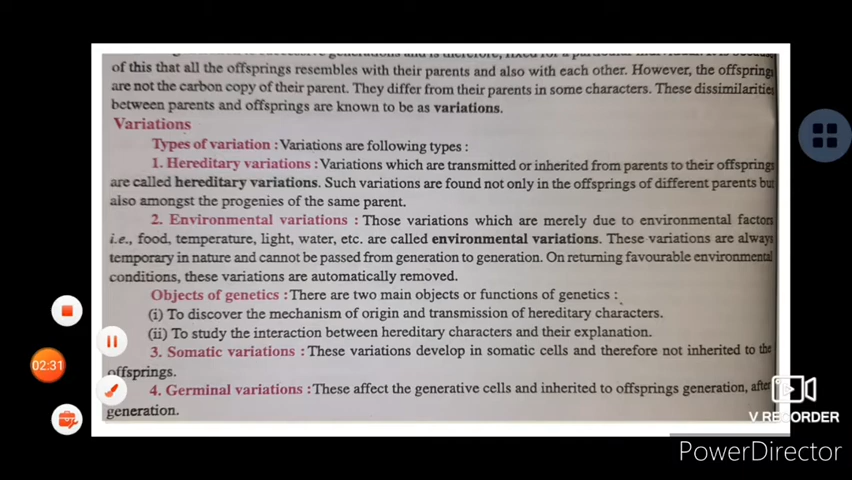 of this that all the offsprings resembles with their parents and also with each other. However, the offsprings
are not the carbon copy of their parent. They differ from their parents in some characters. These dissimilarities
between parents and offsprings are known to be as variations.
Variations
Types of variation : Variations are following types :
1. Hereditary variations : Variations which are transmitted or inherited from parents to their offsprings
are called hereditary variations. Such variations are found not only in the offsprings of different parents but
also amongst the progenies of the same parent.
2. Environmental variations : Those variations which are merely due to environmental factors
i.e., food, temperature, light, water, etc. are called environmental variations. These variations are always
temporary in nature and cannot be passed from generation to generation. On returning favourable environmental
conditions, these variations are automatically removed.
Objects of genetics : There are two main objects or functions of genetics :
(i) To discover the mechanism of origin and transmission of hereditary characters.
(ii) To study the interaction between hereditary characters and their explanation.
3. Somatic variations : These variations develop in somatic cells and therefore not inherited to the
offsprings.
4. Germinal variations : These affect the generative cells and inherited to offsprings generation, after
generation.
02:31
V RECORDER
PowerDirector